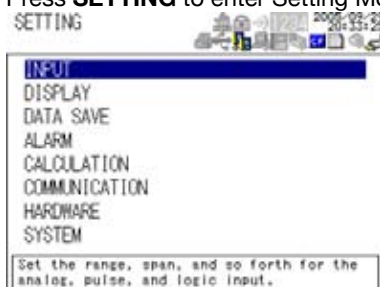 Press SETTING to enter Setting Mo
SETTING
INPUT
DISPLAY
DATA SAVE
ALARM
CALCULATION
COMMUNICATION
HARDWARE
SYSTEM
Set the range, span, and so forth for the
analog, pulse, and logic input.